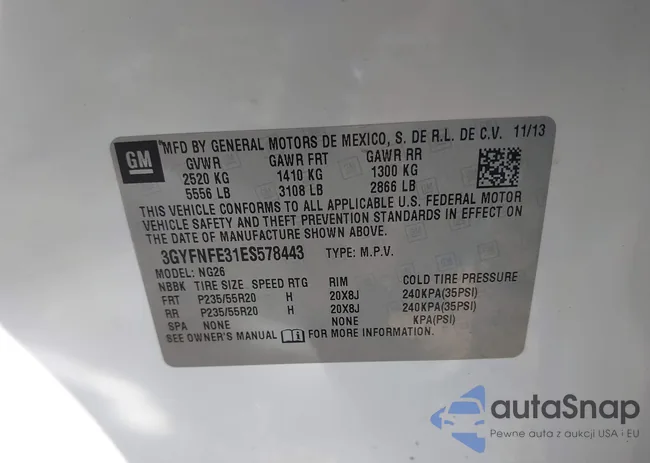 GM
MFD BY GENERAL MOTORS DE MEXICO, S. DE R.L. DE C.V. 11/13
GVWR GAWR FRT GAWR RR
2520 KG 1410 KG 1300 KG
5556 LB 3108 LB 2866 LB
THIS VEHICLE CONFORMS TO ALL APPLICABLE U.S. FEDERAL MOTOR
VEHICLE SAFETY AND THEFT PREVENTION STANDARDS IN EFFECT ON
THE DATE OF MANUFACTURE SHOWN ABOVE.
3GYFNFE31ES578443 TYPE: M.P.V.
MODEL: NG26
NBBK TIRE SIZE SPEED RTG RIM COLD TIRE PRESSURE
FRT P235/55R20 H 20X8J 240KPA(35PSI)
RR P235/55R20 H 20X8J 240KPA(35PSI)
SPA NONE NONE KPA(PSI)
SEE OWNER'S MANUAL FOR MORE INFORMATION.
autaSnap
Pewne auta z aukcji USA i EU